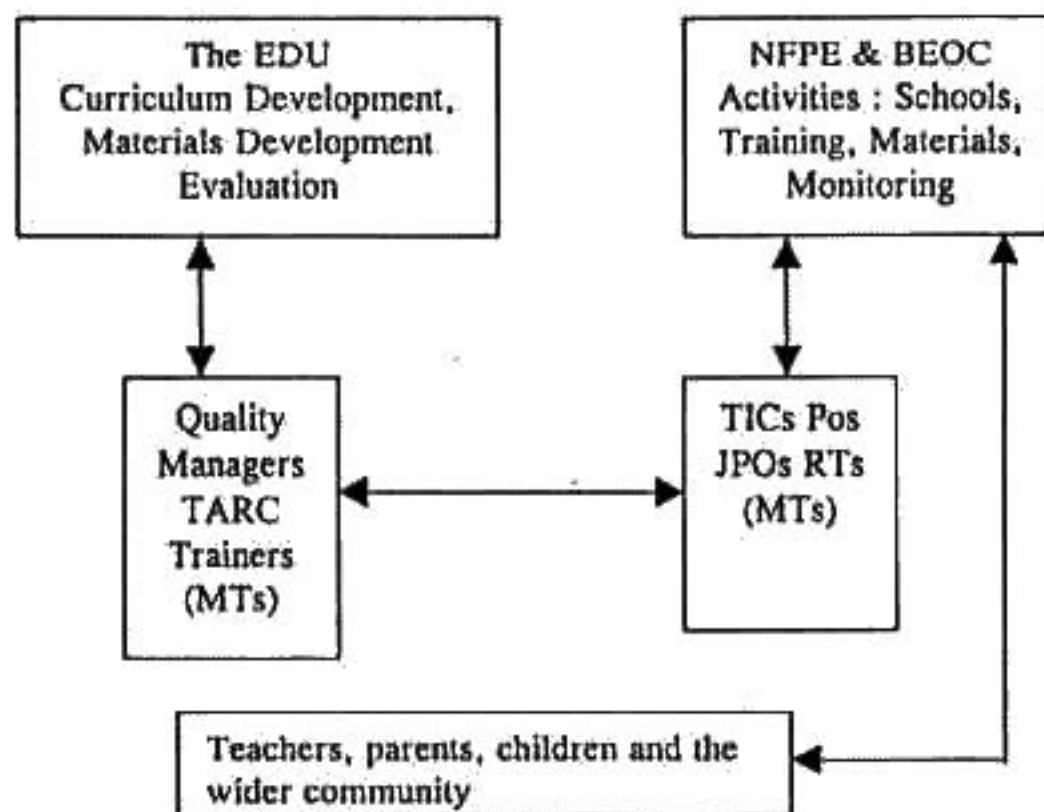 The EDU
Curriculum Development,
Materials Development
Evaluation
NFPE & BEOC
Activities : Schools,
Training, Materials,
Monitoring
Quality
Managers
TARC
Trainers
(MTs)
TICs Pos
JPOs RTs
(MTs)
Teachers, parents, children and the
wider community